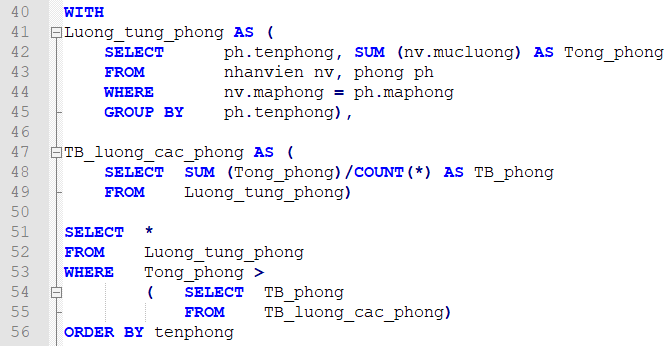 40 WITH
41 Luong_tung_phong AS (
42 SELECT ph.tenphong, SUM (nv.mucluong) AS Tong_phong
43 FROM nhanvien nv, phong ph
44 WHERE nv.maphong = ph.maphong
45 GROUP BY ph.tenphong),
46
47 TB_luong_cac_phong AS (
48 SELECT SUM (Tong_phong)/COUNT(*) AS TB_phong
49 FROM Luong_tung_phong)
50
51 SELECT *
52 FROM Luong_tung_phong
53 WHERE Tong_phong >
54 ( SELECT TB_phong
55 FROM TB_luong_cac_phong)
56 ORDER BY tenphong